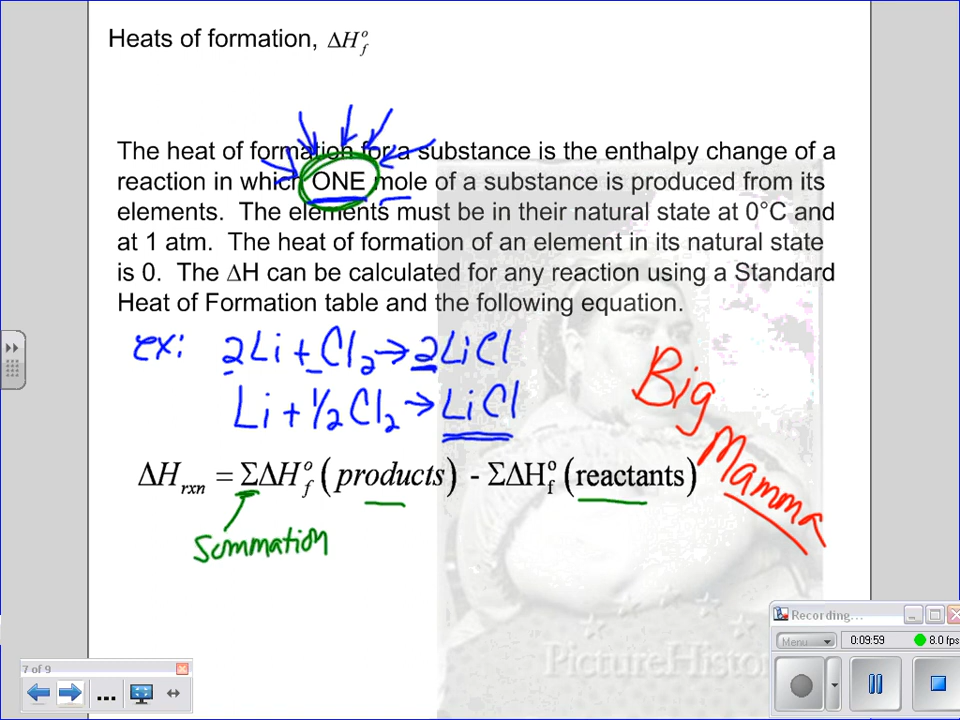 Heats of formation, ΔH°f
The heat of formation for a substance is the enthalpy change of a
reaction in which ONE mole of a substance is produced from its
elements. The elements must be in their natural state at 0°C and
at 1 atm. The heat of formation of an element in its natural state
is 0. The ΔH can be calculated for any reaction using a Standard
Heat of Formation table and the following equation.
ex: 2Li + Cl₂ → 2LiCl
Li + 1/2 Cl₂ → LiCl
Big
Mamma
ΔHrxn = ΣΔH°f (products) - ΣΔH°f (reactants)
Summation
PictureHisto
Recording...
Menu
0:09:59
8.0 fps
7 of 9
...